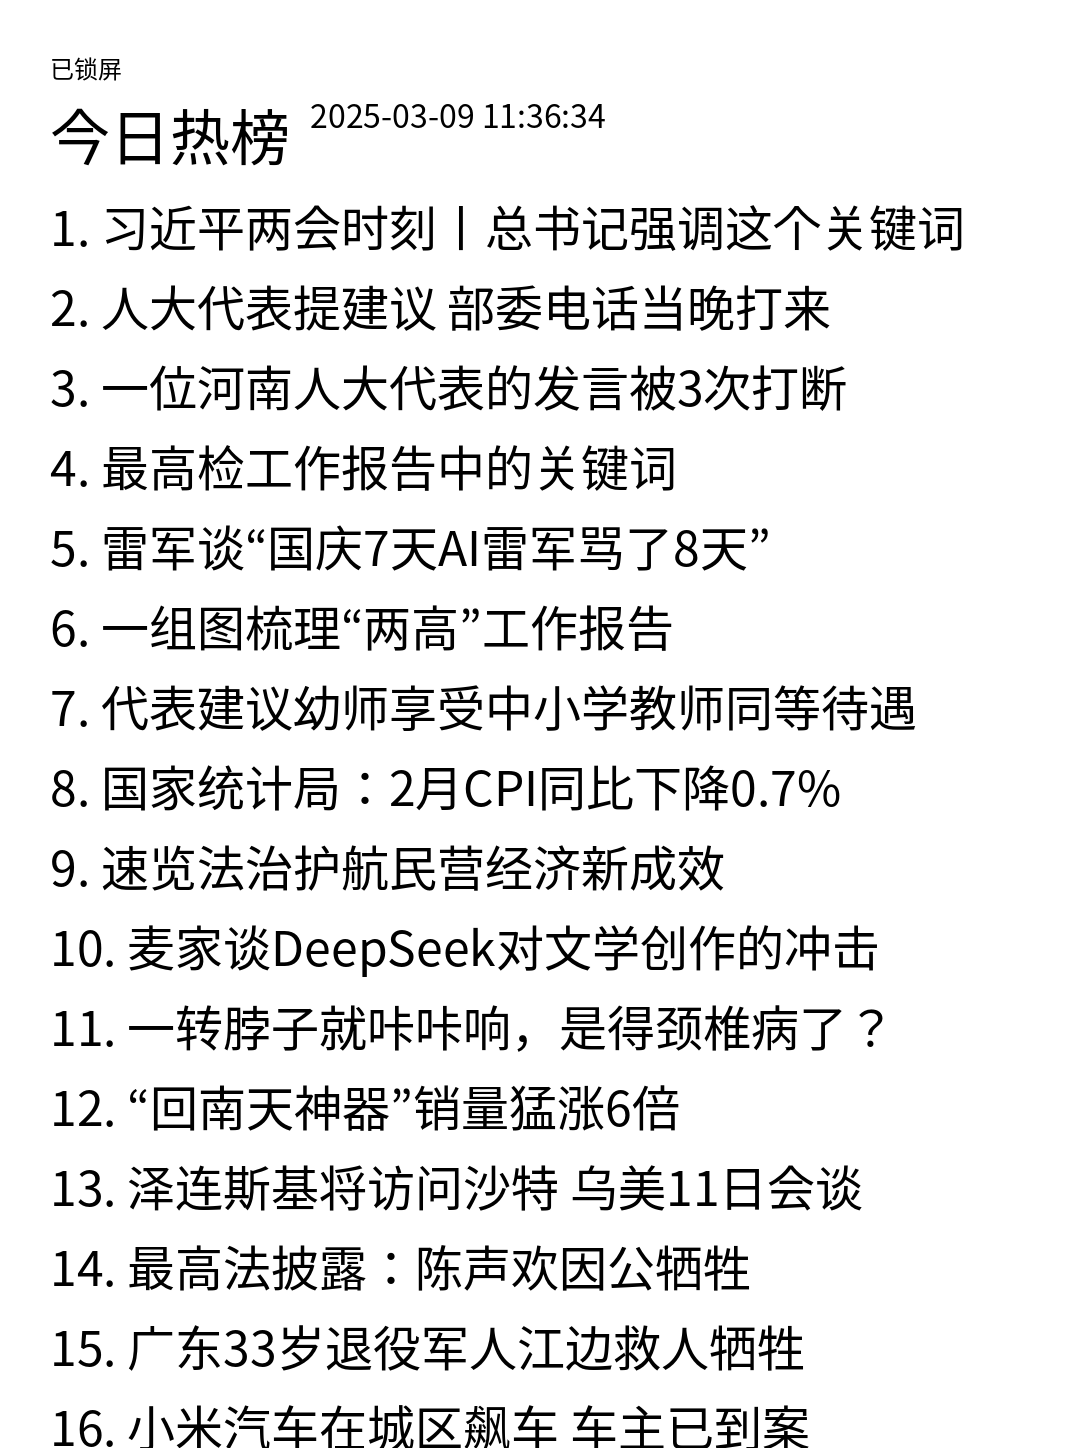 已锁屏
今日热榜 2025-03-09 11:36:34
1. 习近平两会时刻丨总书记强调这个关键词
2. 人大代表提建议 部委电话当晚打来
3. 一位河南人大代表的发言被3次打断
4. 最高检工作报告中的关键词
5. 雷军谈“国庆7天AI雷军骂了8天”
6. 一组图梳理“两高”工作报告
7. 代表建议幼师享受中小学教师同等待遇
8. 国家统计局：2月CPI同比下降0.7%
9. 速览法治护航民营经济新成效
10. 麦家谈DeepSeek对文学创作的冲击
11. 一转脖子就咔咔响，是得颈椎病了？
12. “回南天神器”销量猛涨6倍
13. 泽连斯基将访问沙特 乌美11日会谈
14. 最高法披露：陈声欢因公牺牲
15. 广东33岁退役军人江边救人牺牲
16. 小米汽车在城区飙车 车主已到案